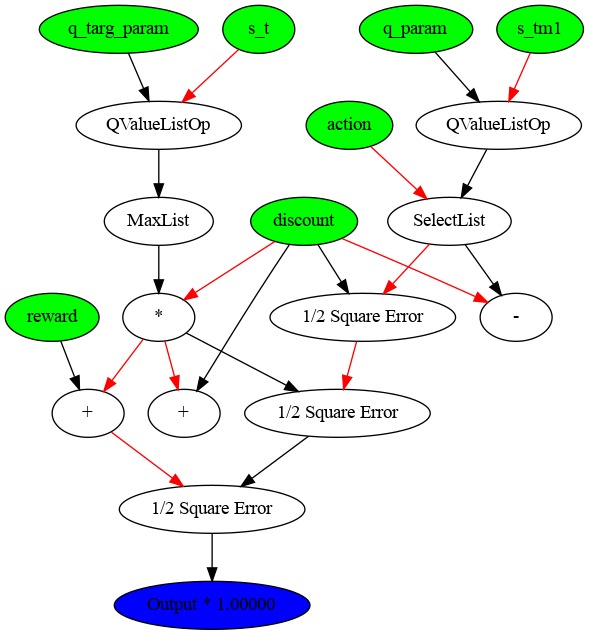 q_targ_param
s_t
q_param
s_tm1
QValueListOp
action
QValueListOp
MaxList
discount
SelectList
reward
*
1/2 Square Error
-
+
+
1/2 Square Error
1/2 Square Error
Output * 1.00000